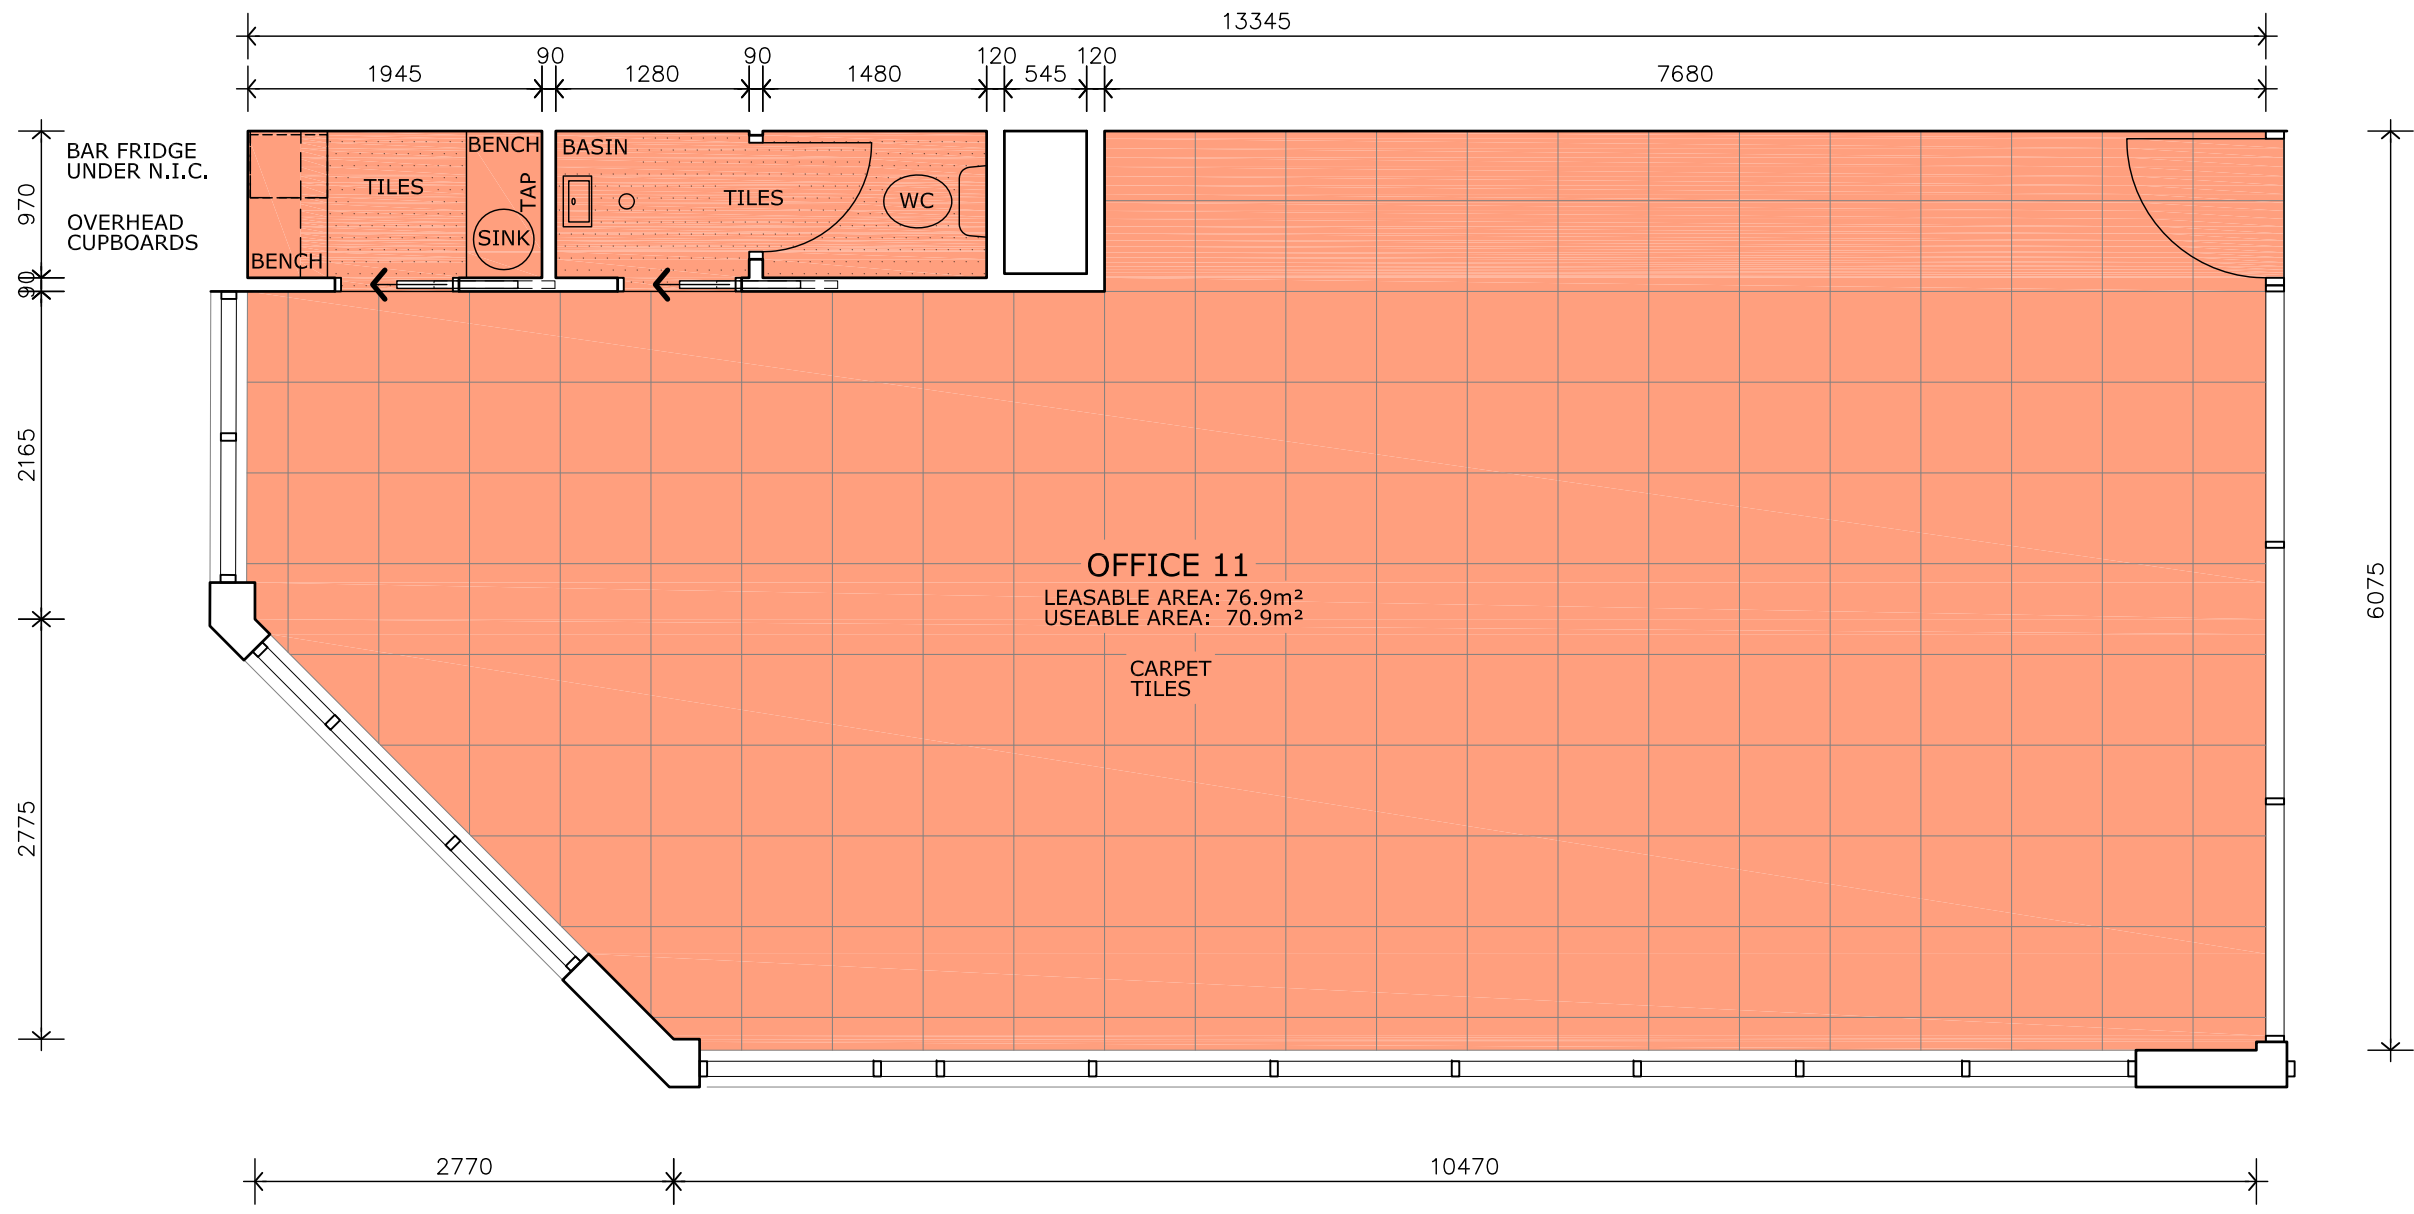 13345
90
90
120
120
1945
1280
1480
545
7680
BAR FRIDGE
UNDER N.I.C.
OVERHEAD
CUPBOARDS
970
90
2165
2775
6075
BENCH
TILES
TAP
SINK
BENCH
BASIN
TILES
WC
OFFICE 11
LEASABLE AREA: 76.9m²
USEABLE AREA: 70.9m²
CARPET
TILES
2770
10470